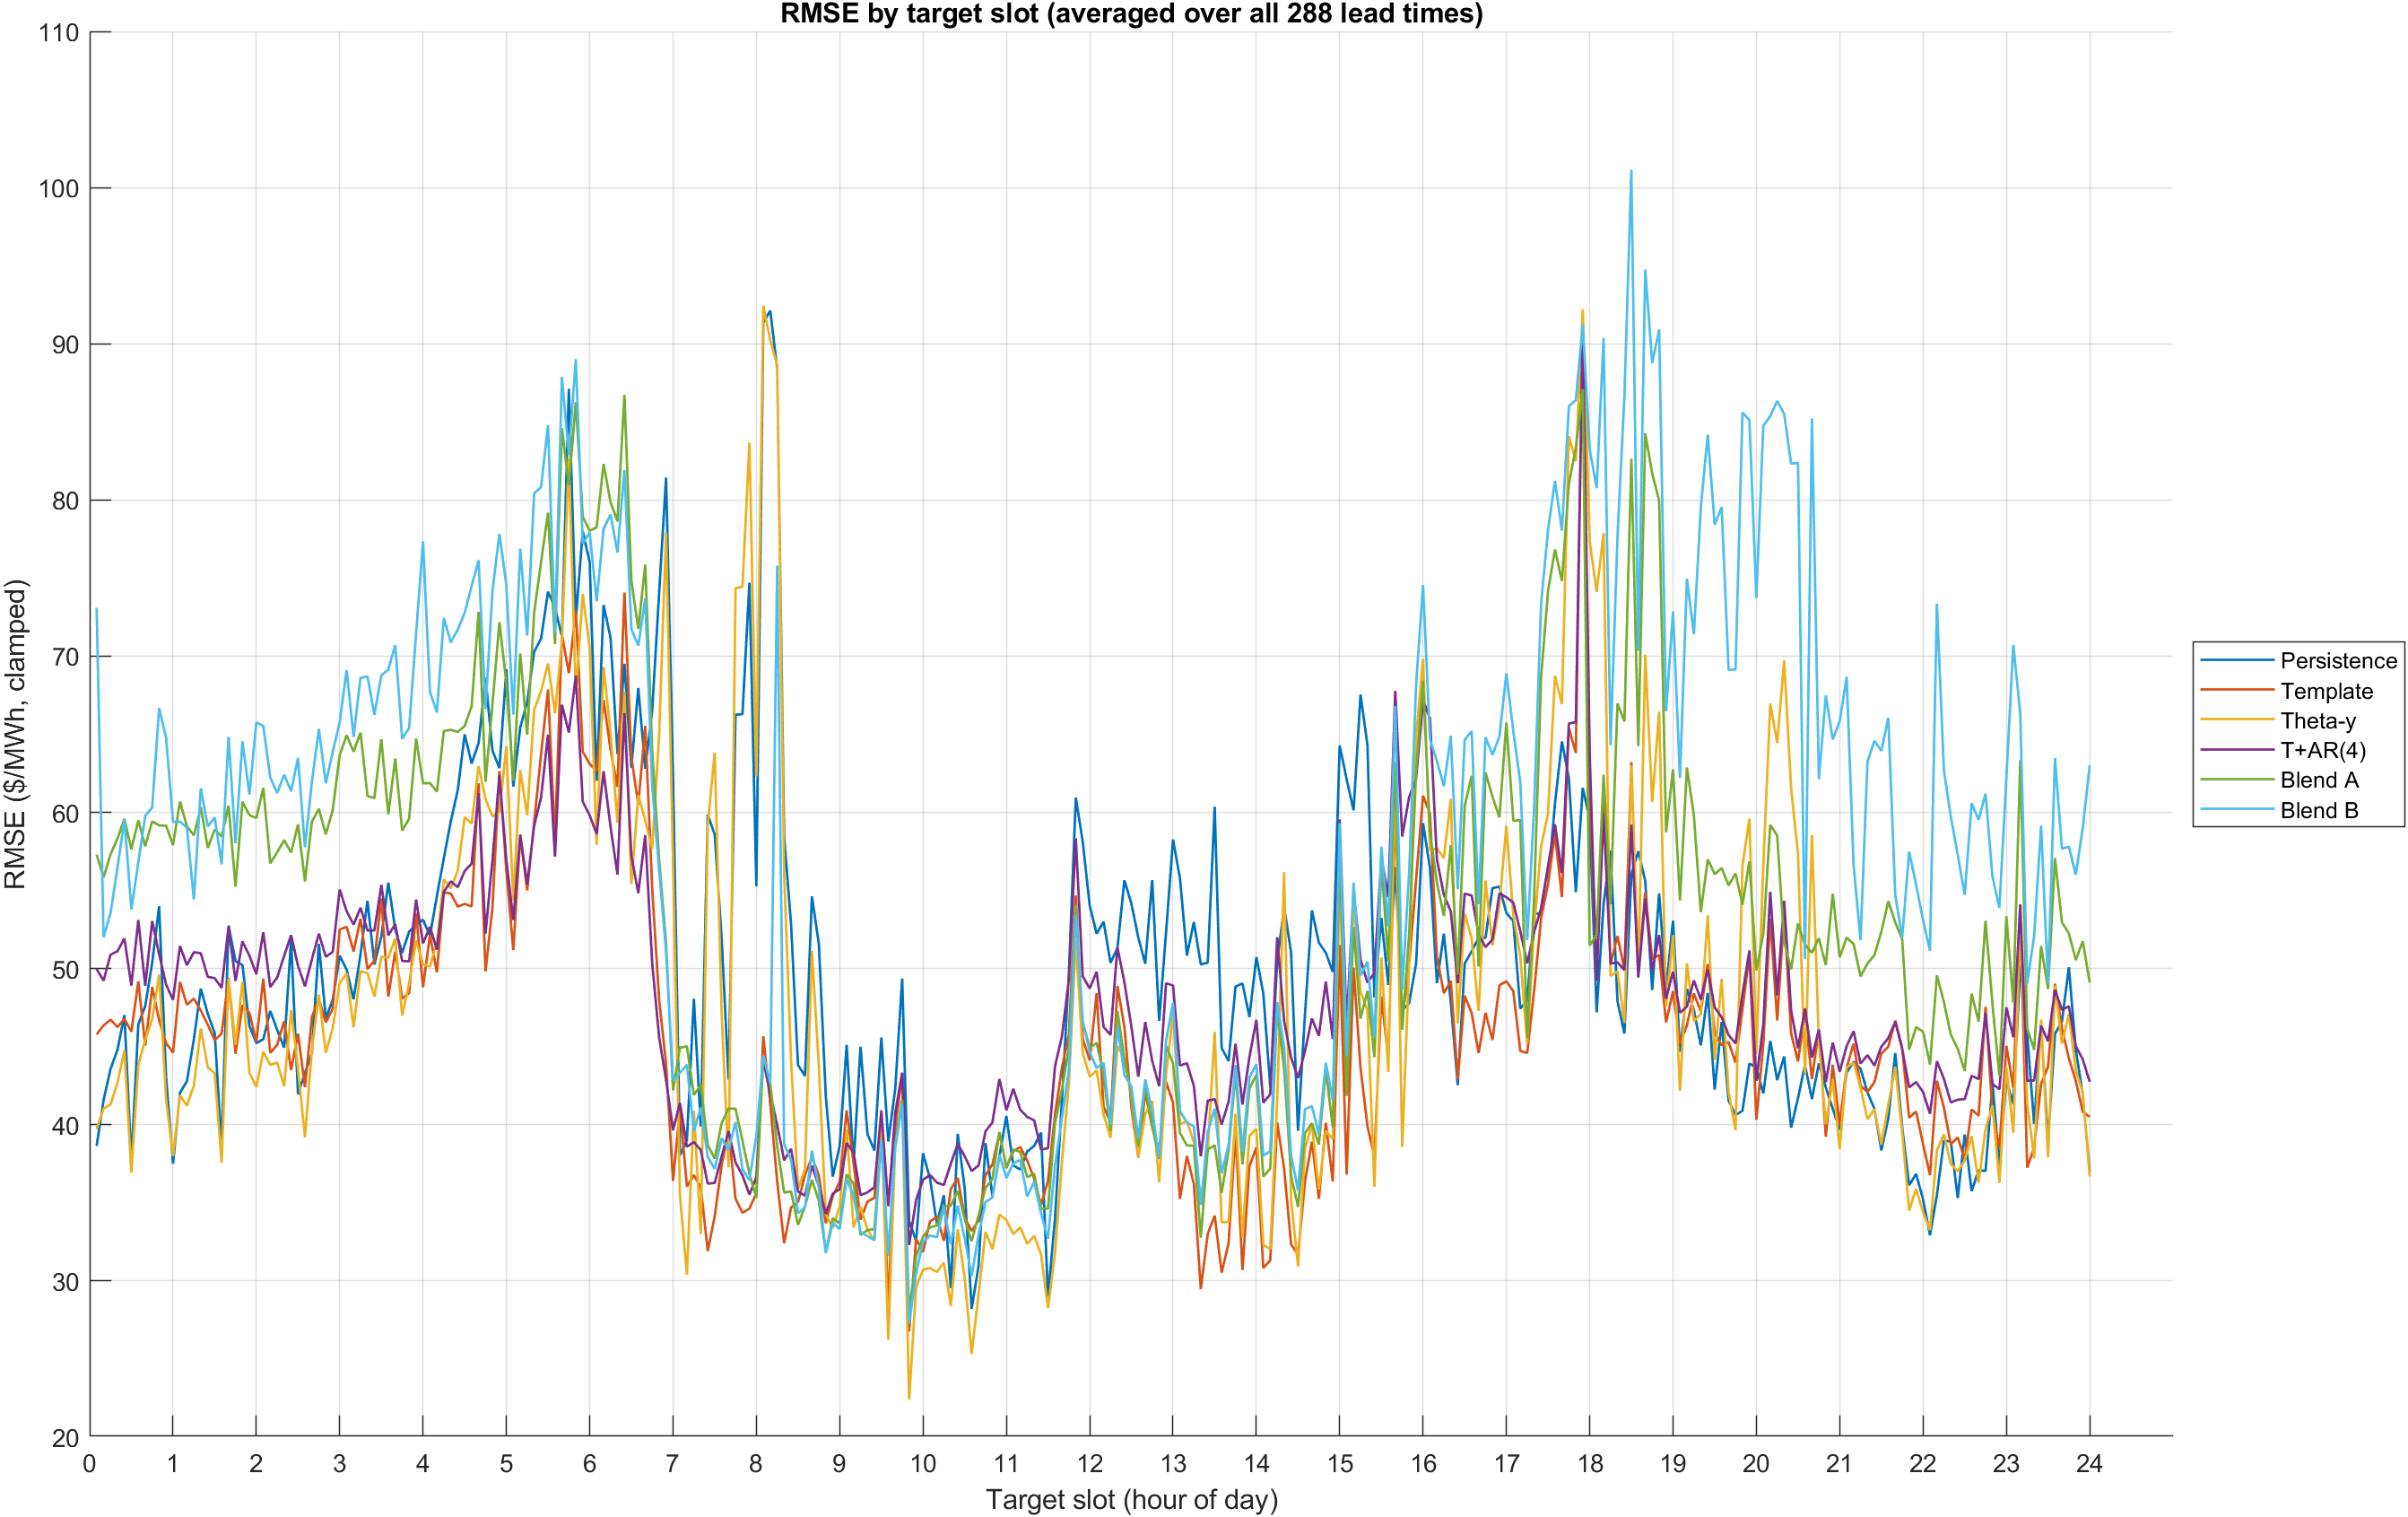 RMSE by target slot (averaged over all 288 lead times)
RMSE ($/MWh, clamped)
110
100
90
80
70
60
50
40
30
20
0 1 2 3 4 5 6 7 8 9 10 11 12 13 14 15 16 17 18 19 20 21 22 23 24
Target slot (hour of day)
Persistence
Template
Theta-y
T+AR(4)
Blend A
Blend B